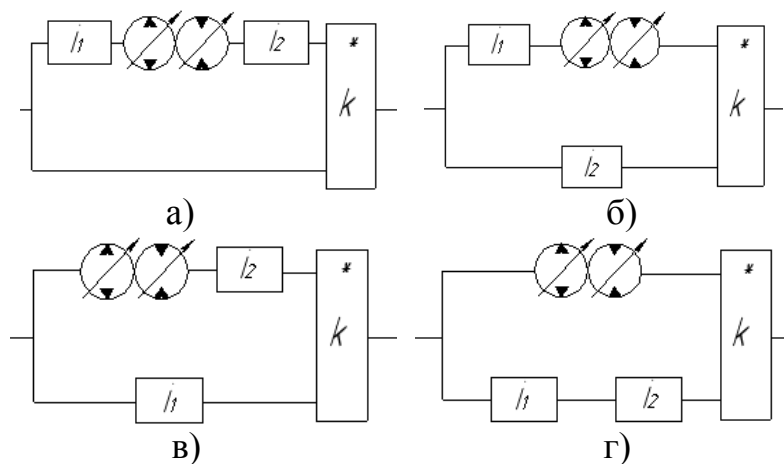 i1 i2 * k
а)
i1 * k
i2
б)
i2 * k
i1
в)
* k
i1 i2
г)